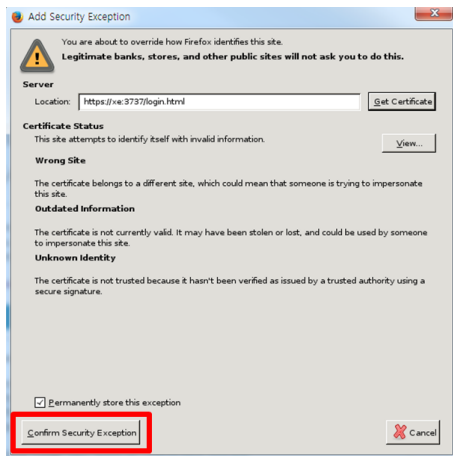 Add Security Exception
You are about to override how Firefox identifies this site.
Legitimate banks, stores, and other public sites will not ask you to do this.
Server
Location: https://xe:3737/login.html Get Certificate
Certificate Status
This site attempts to identify itself with invalid information. View...
Wrong Site
The certificate belongs to a different site, which could mean that someone is trying to impersonate
this site.
Outdated Information
The certificate is not currently valid. It may have been stolen or lost, and could be used by someone
to impersonate this site.
Unknown Identity
The certificate is not trusted because it hasn't been verified as issued by a trusted authority using a
secure signature.
Permanently store this exception
Confirm Security Exception Cancel